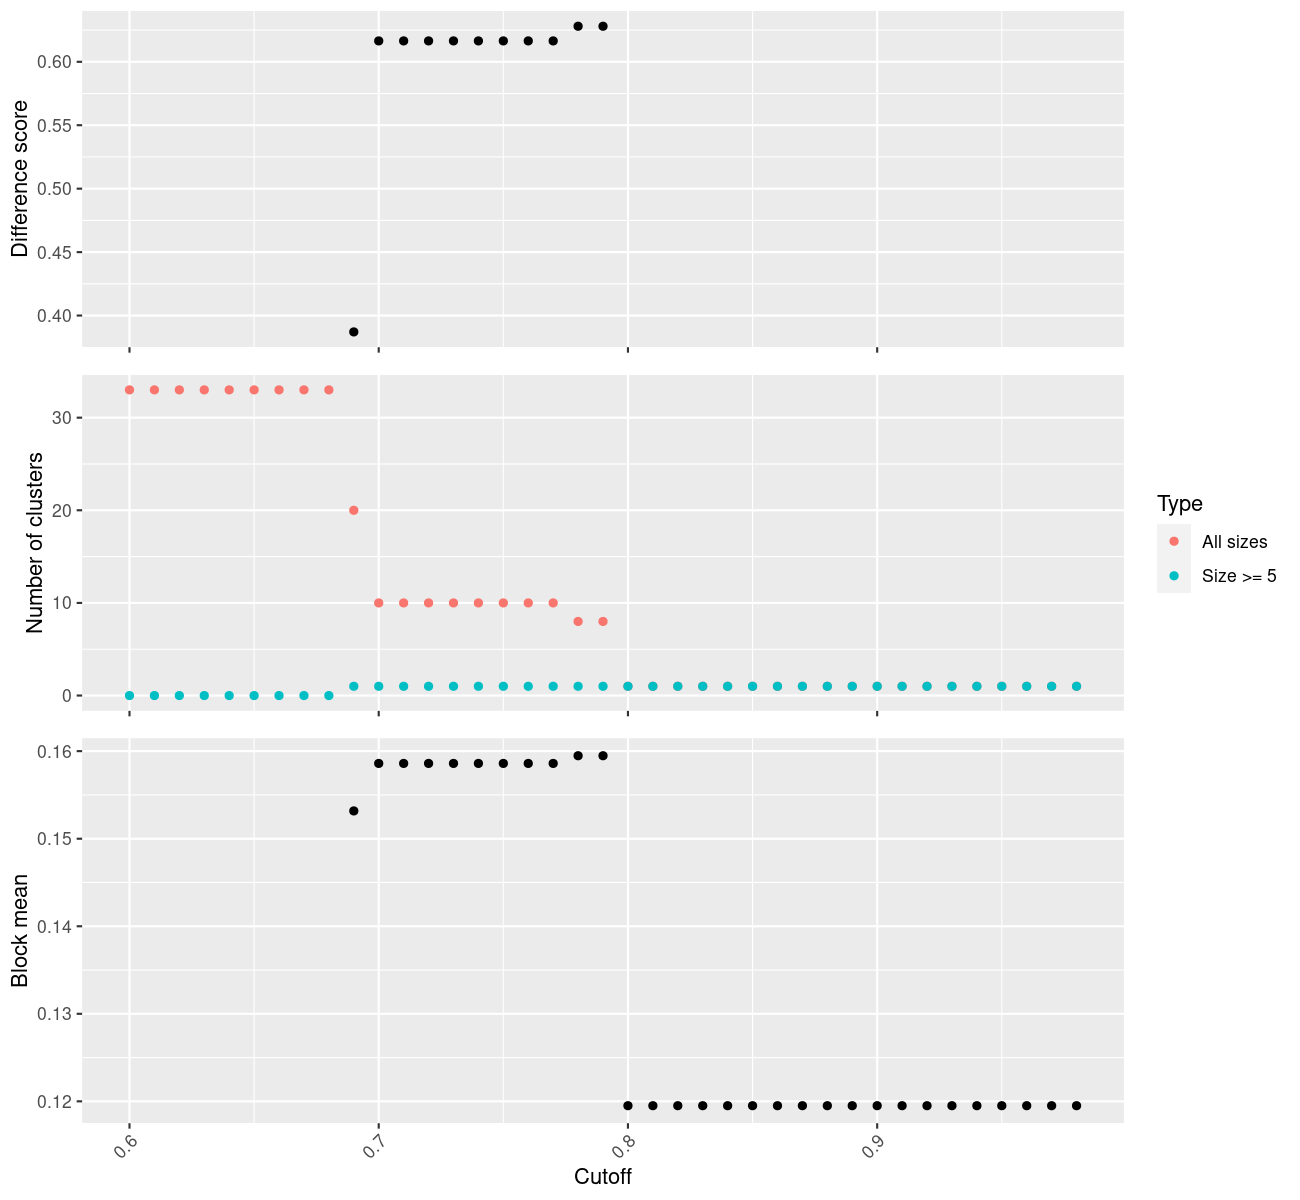 Difference score
0.60
0.55
0.50
0.45
0.40
Number of clusters
30
20
10
0
Type
All sizes
Size >= 5
Block mean
0.16
0.15
0.14
0.13
0.12
0.6
0.7
0.8
0.9
Cutoff